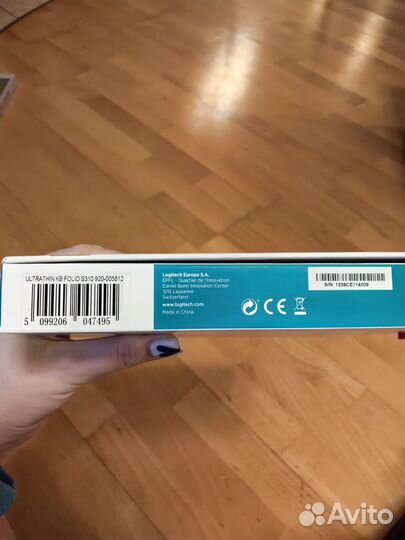 ULTRATHIN KB FOLIO S310 920-005812
5 099206 047495
Logitech Europe S.A.
EPFL - Quartier de l'Innovation
Daniel Borel Innovation Center
1015 Lausanne
Switzerland
www.logitech.com
Made in China
CE
S/N: 1339CE114009
Avito